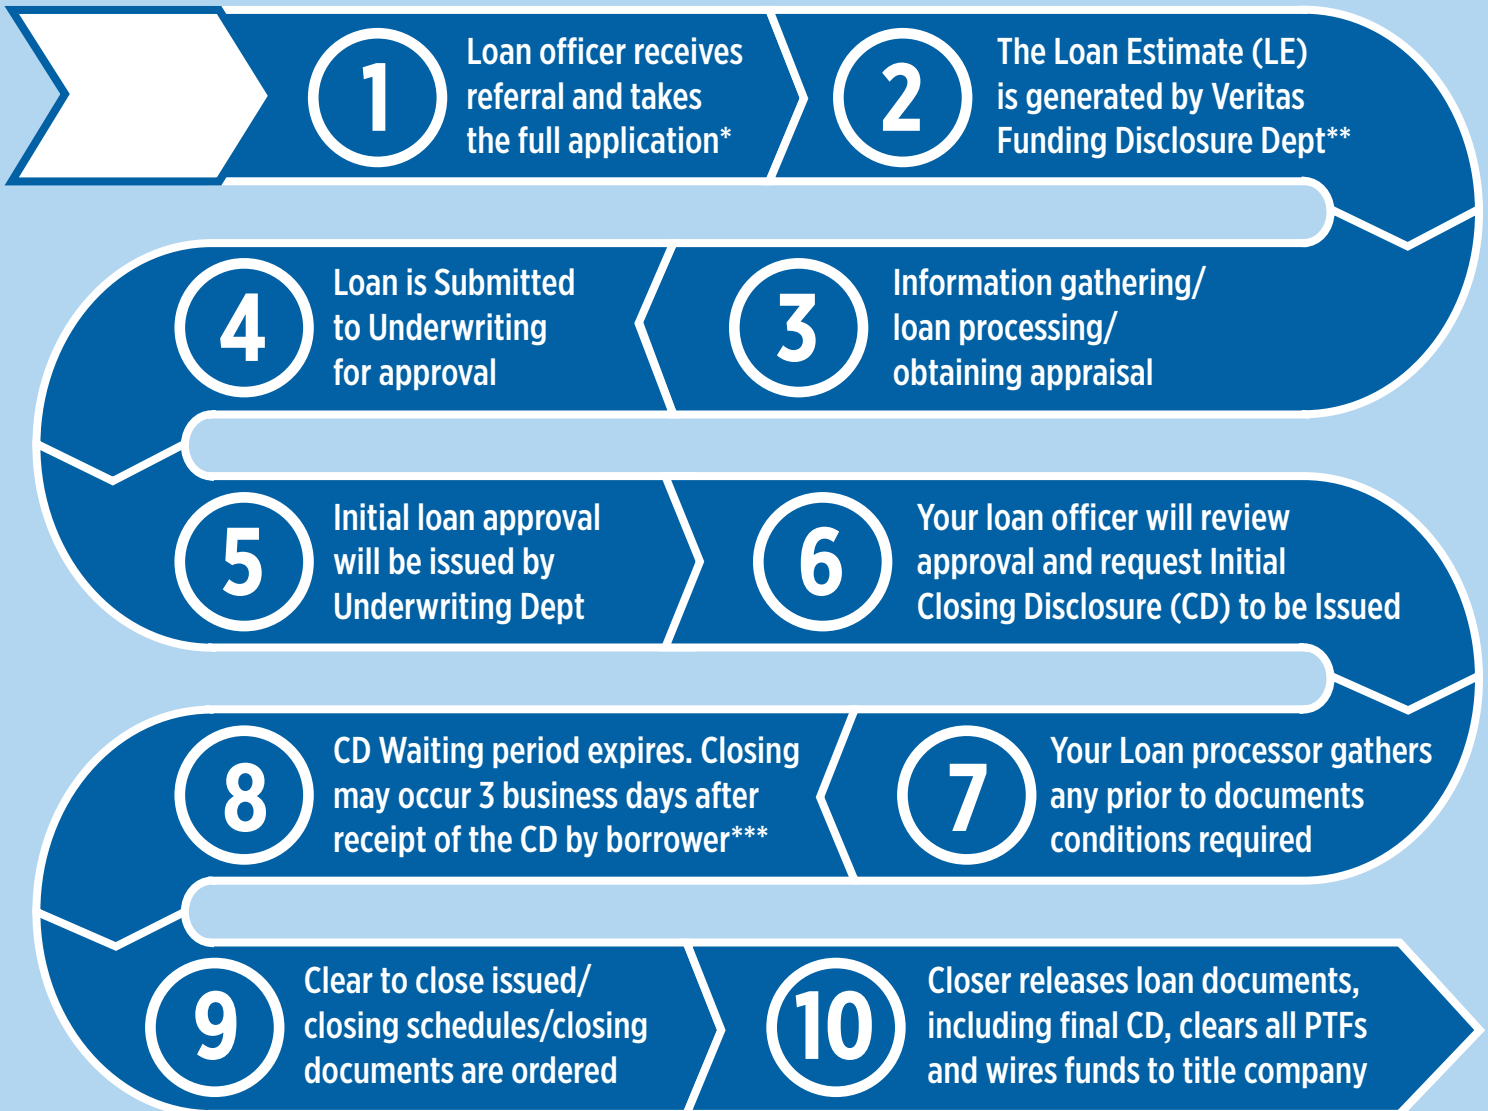 1
Loan officer receives
referral and takes
the full application*
2
The Loan Estimate (LE)
is generated by Veritas
Funding Disclosure Dept**
3
Information gathering/
loan processing/
obtaining appraisal
4
Loan is Submitted
to Underwriting
for approval
5
Initial loan approval
will be issued by
Underwriting Dept
6
Your loan officer will review
approval and request Initial
Closing Disclosure (CD) to be Issued
7
Your Loan processor gathers
any prior to documents
conditions required
8
CD Waiting period expires. Closing
may occur 3 business days after
receipt of the CD by borrower***
9
Clear to close issued/
closing schedules/closing
documents are ordered
10
Closer releases loan documents,
including final CD, clears all PTFs
and wires funds to title company